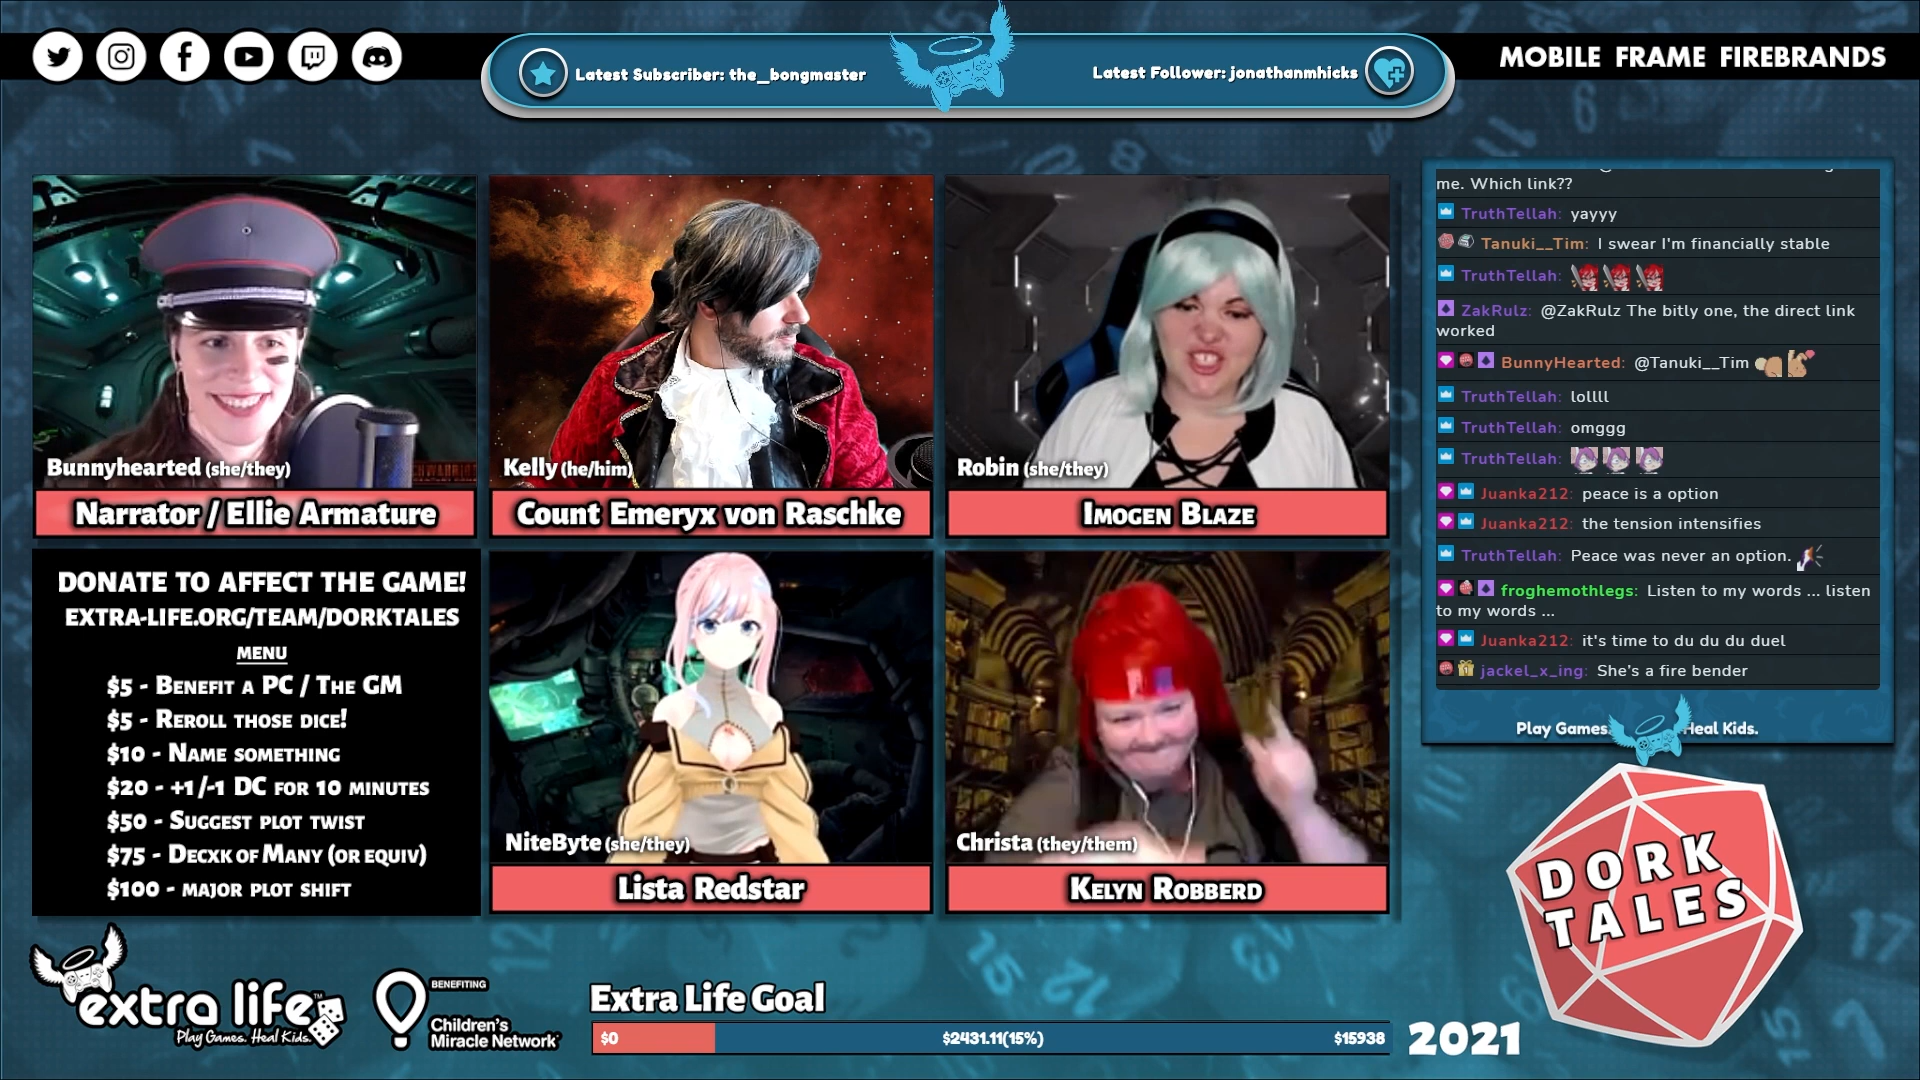 Latest Subscriber: the_bongmaster
Latest Follower: jonathanmhicks
MOBILE FRAME FIREBRANDS
Bunnyhearted (she/they)
Narrator / Ellie Armature
Kelly (he/him)
Count Emeryx von Raschke
Robin (she/they)
Imogen Blaze
DONATE TO AFFECT THE GAME!
EXTRA-LIFE.ORG/TEAM/DORKTALES
MENU
$5 - Benefit a PC / The GM
$5 - Reroll those dice!
$10 - Name something
$20 - +1/-1 DC for 10 minutes
$50 - Suggest plot twist
$75 - Decxk of Many (or equiv)
$100 - major plot shift
NiteByte (she/they)
Lista Redstar
Christa (they/them)
Kelyn Robberd
me. Which link??
TruthTellah: yayyy
Tanuki__Tim: I swear I'm financially stable
TruthTellah:
ZakRulz: @ZakRulz The bitly one, the direct link
worked
BunnyHearted: @Tanuki__Tim
TruthTellah: lollll
TruthTellah: omggg
TruthTellah:
Juanka212: peace is a option
Juanka212: the tension intensifies
TruthTellah: Peace was never an option.
froghemothlegs: Listen to my words ... listen
to my words ...
Juanka212: it's time to du du du duel
jackel_x_ing: She's a fire bender
Play Games. Heal Kids.
DORK
TALES
extra life™
Play Games. Heal Kids.
BENEFITING
Children's
Miracle Network
Extra Life Goal
$0
$2431.11(15%)
$15938
2021